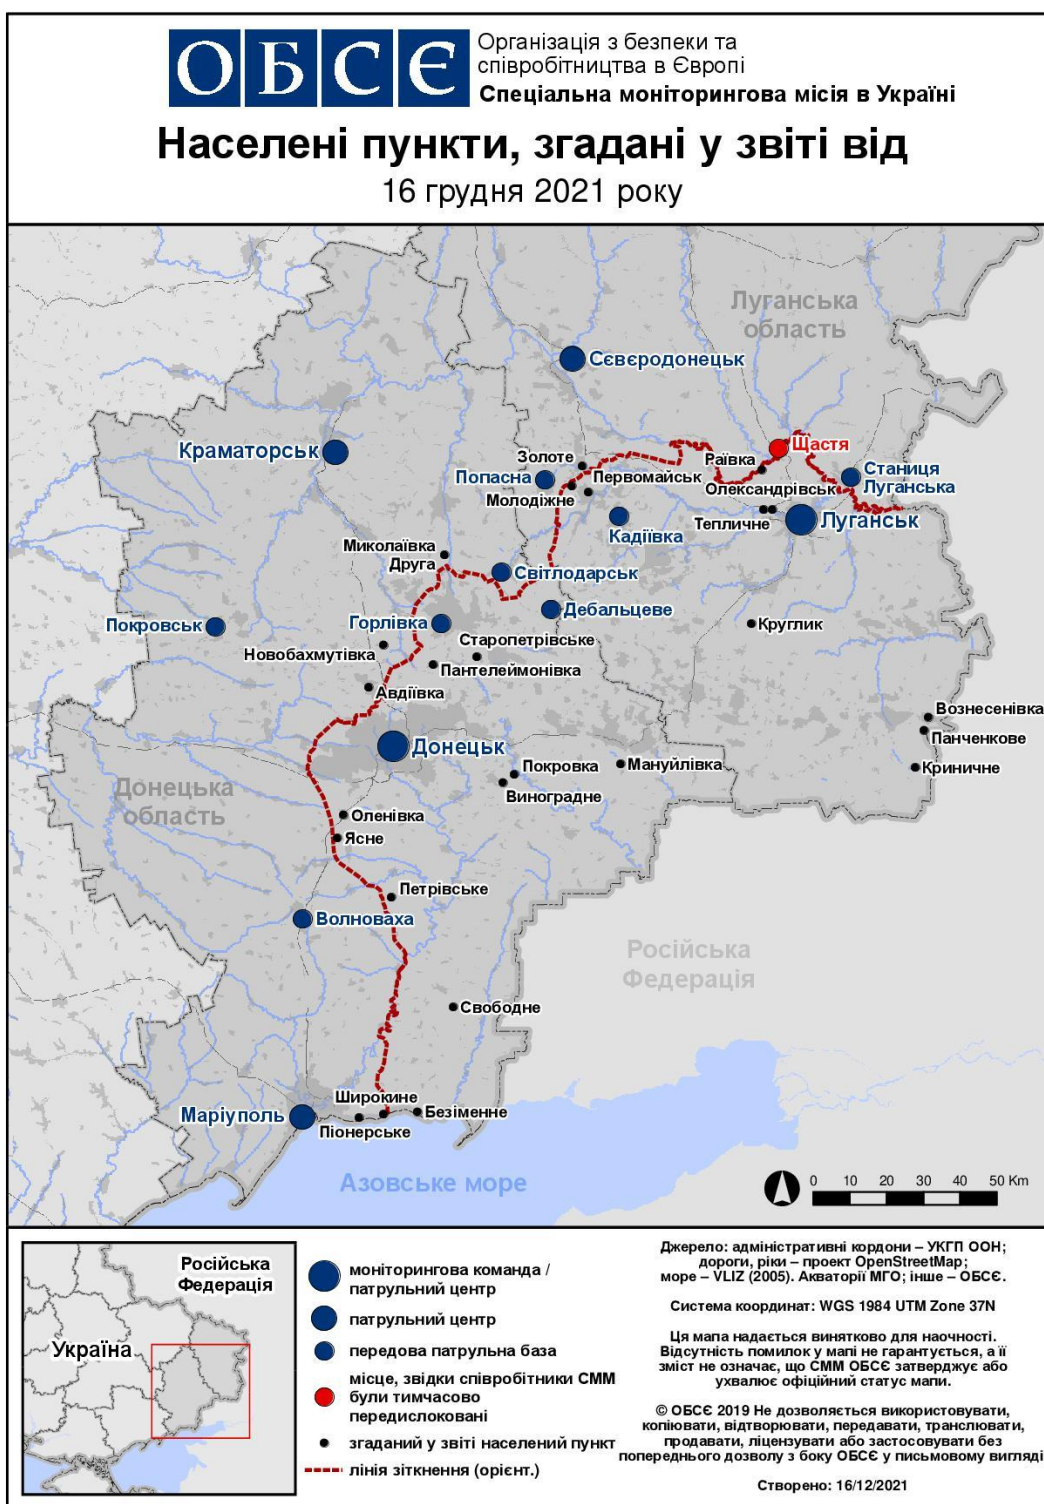 ОБСЄ
Організація з безпеки та
співробітництва в Європі
Спеціальна моніторингова місія в Україні
Населені пункти, згадані у звіті від
16 грудня 2021 року
Луганська
область
Сєвєродонецьк
Щастя
Краматорськ
Золоте
Раївка
Станиця
Луганська
Попасна
Первомайськ
Молодіжне
Олександрівськ
Тепличне
Луганськ
Кадіївка
Миколаївка
Друга
Світлодарськ
Дебальцеве
Покровськ
Горлівка
Круглик
Старопетрівське
Новобахмутівка
Пантелеймонівка
Авдіївка
Вознесенівка
Панченкове
Донецьк
Покровка
Мануйлівка
Криничне
Виноградне
Донецька
область
Оленівка
Ясне
Петрівське
Волноваха
Російська
Федерація
Свободне
Широкине
Безіменне
Маріуполь
Піонерське
Азовське море
0 10 20 30 40 50 Km
Російська
Федерація
Україна
моніторингова команда /
патрульний центр
патрульний центр
передова патрульна база
місце, звідки співробітники СММ
були тимчасово
передислоковані
згаданий у звіті населений пункт
лінія зіткнення (орієнт.)
Джерело: адміністративні кордони – УКГП ООН;
дороги, ріки – проект OpenStreetMap;
море – VLIZ (2005). Акваторії МГО; інше – ОБСЄ.
Система координат: WGS 1984 UTM Zone 37N
Ця мапа надається винятково для наочності.
Відсутність помилок у мапі не гарантується, а її
зміст не означає, що СММ ОБСЄ затверджує або
ухвалює офіційний статус мапи.
© ОБСЄ 2019 Не дозволяється використовувати,
копіювати, відтворювати, передавати, транслювати,
продавати, ліцензувати або застосовувати без
попереднього дозволу з боку ОБСЄ у письмовому вигляді
Створено: 16/12/2021